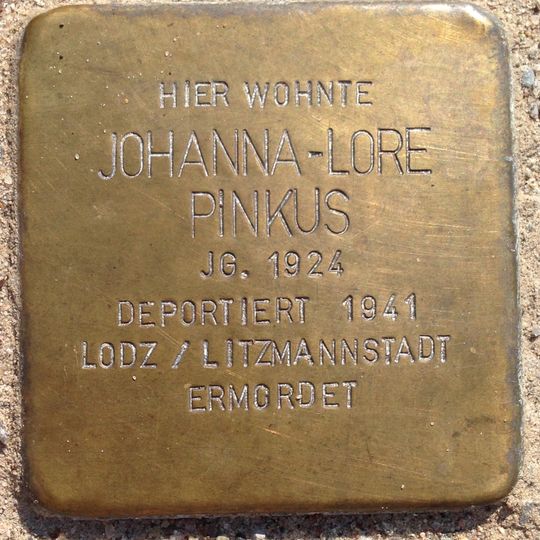 HIER WOHNTE
JOHANNA-LORE
PINKUS
JG. 1924
DEPORTIERT 1941
LODZ / LITZMANNSTADT
ERMORDET